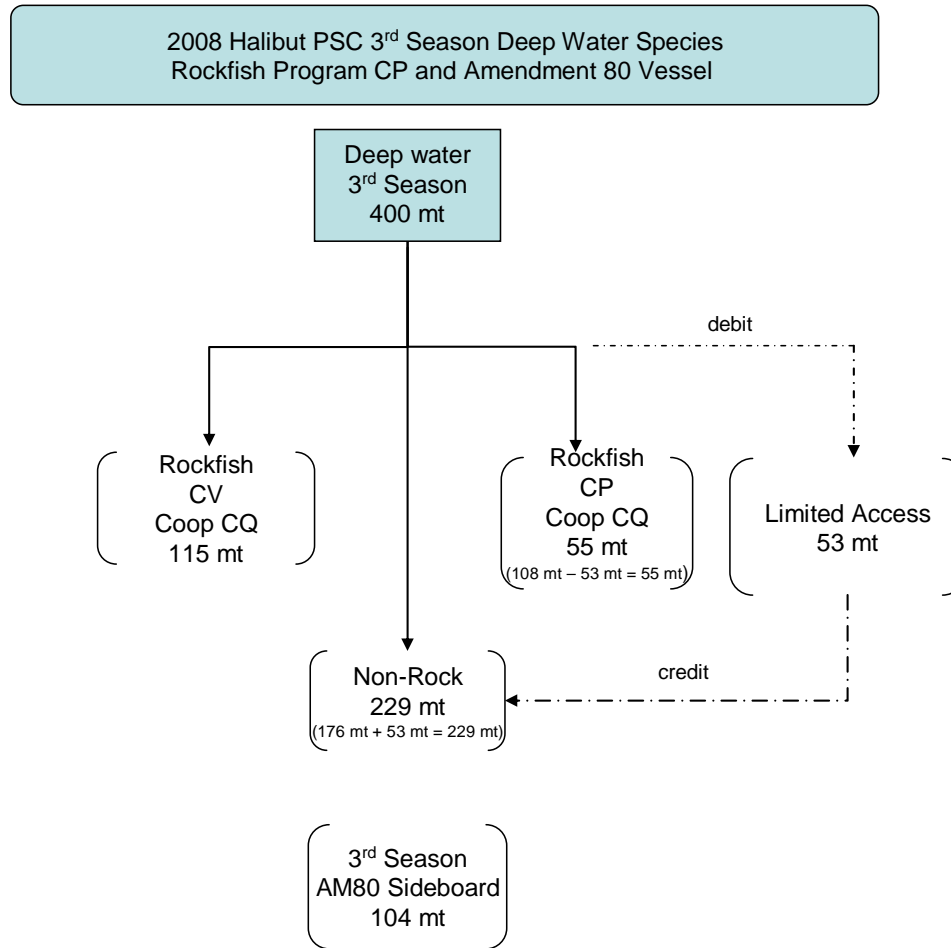 2008 Halibut PSC 3rd Season Deep Water Species
Rockfish Program CP and Amendment 80 Vessel
Deep water
3rd Season
400 mt
debit
Rockfish
CV
Coop CQ
115 mt
Rockfish
CP
Coop CQ
55 mt
(108 mt – 53 mt = 55 mt)
Limited Access
53 mt
Non-Rock
229 mt
(176 mt + 53 mt = 229 mt)
credit
3rd Season
AM80 Sideboard
104 mt